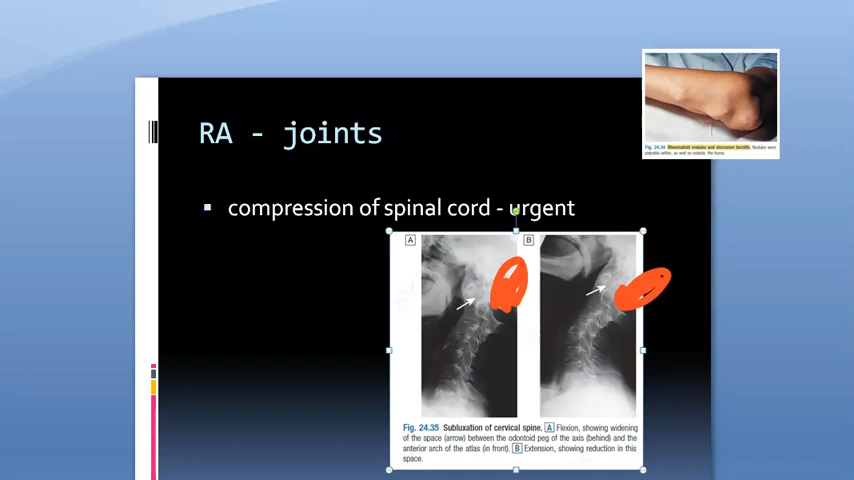 RA - joints
Fig. 24.34 Rheumatoid nodules and olecranon bursitis. Nodules were
palpable within, as well as outside, the bursa.
▪ compression of spinal cord - urgent
A B
Fig. 24.35 Subluxation of cervical spine. A Flexion, showing widening
of the space (arrow) between the odontoid peg of the axis (behind) and the
anterior arch of the atlas (in front). B Extension, showing reduction in this
space.